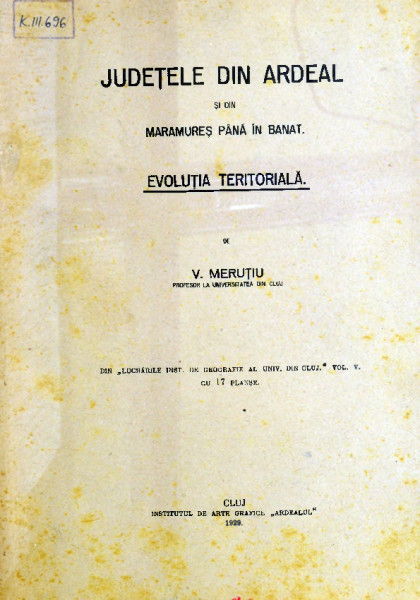 K.III.696
JUDEȚELE DIN ARDEAL
ȘI DIN
MARAMUREȘ PÂNĂ ÎN BANAT.
EVOLUȚIA TERITORIALĂ.
DE
V. MERUȚIU
PROFESOR LA UNIVERSITATEA DIN CLUJ
DIN „LUCRĂRILE INST. DE GEOGRAFIE AL UNIV. DIN CLUJ.” VOL. V.
CU 17 PLANȘE.
CLUJ
INSTITUTUL DE ARTE GRAFICE „ARDEALUL”
1929.